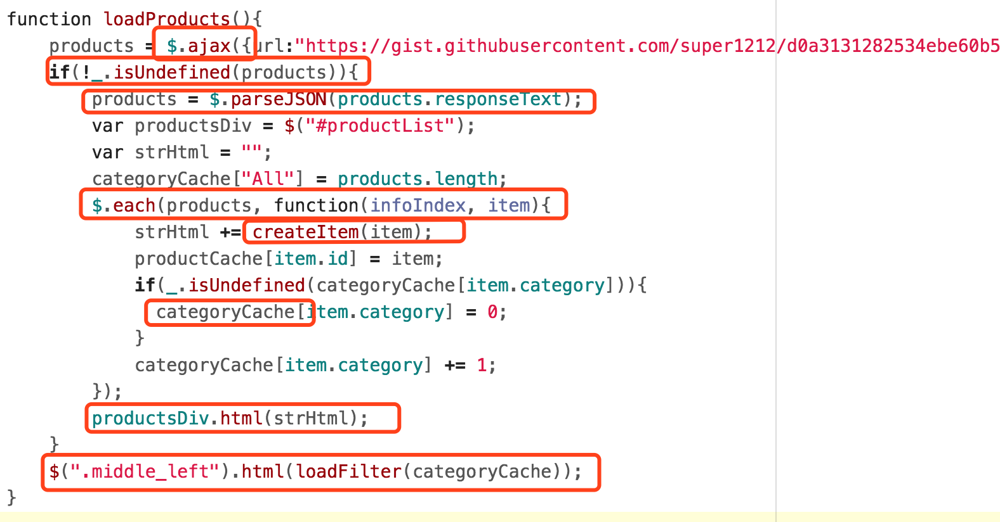 function loadProducts(){
products = $.ajax({url:"https://gist.githubusercontent.com/super1212/d0a3131282534ebe60b5
if(!_.isUndefined(products)){
products = $.parseJSON(products.responseText);
var productsDiv = $("#productList");
var strHtml = "";
categoryCache["All"] = products.length;
$.each(products, function(infoIndex, item){
strHtml += createItem(item);
productCache[item.id] = item;
if(_.isUndefined(categoryCache[item.category])){
categoryCache[item.category] = 0;
}
categoryCache[item.category] += 1;
});
productsDiv.html(strHtml);
}
$(".middle_left").html(loadFilter(categoryCache));
}